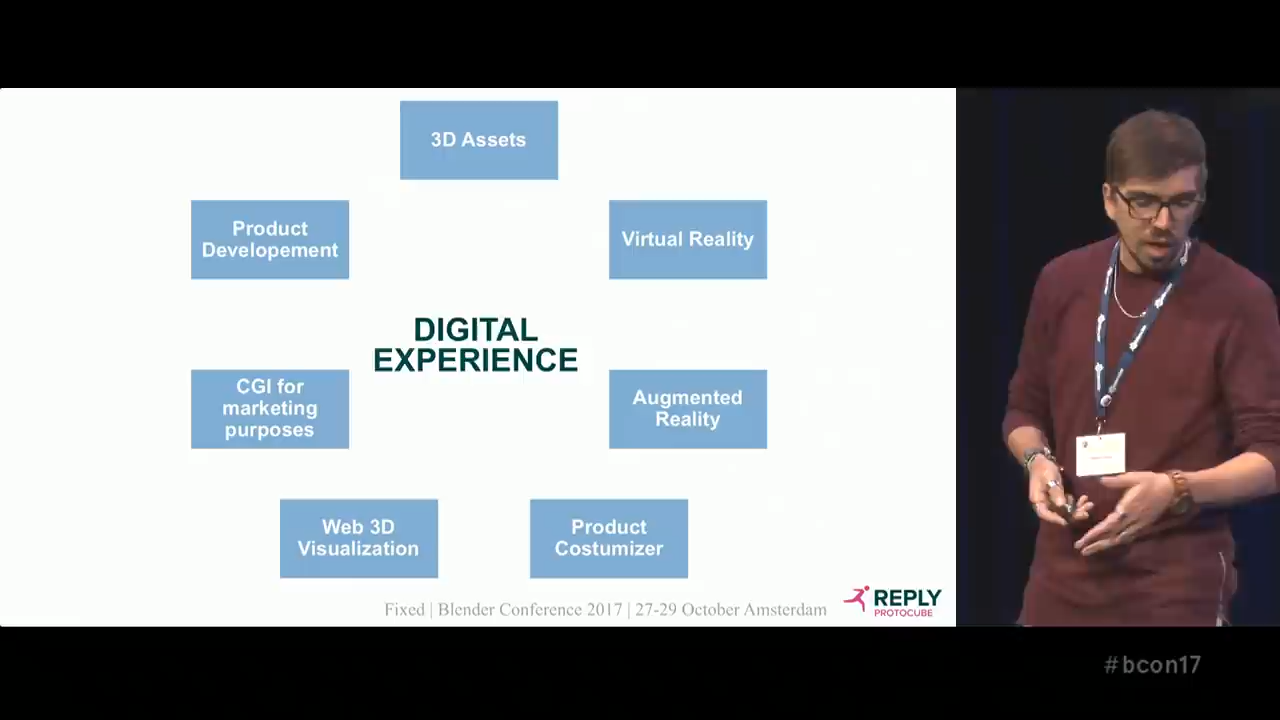 3D Assets
Product
Developement
Virtual Reality
DIGITAL
EXPERIENCE
CGI for
marketing
purposes
Augmented
Reality
Web 3D
Visualization
Product
Costumizer
Fixed | Blender Conference 2017 | 27-29 October Amsterdam
REPLY
PROTOCUBE
#bcon17